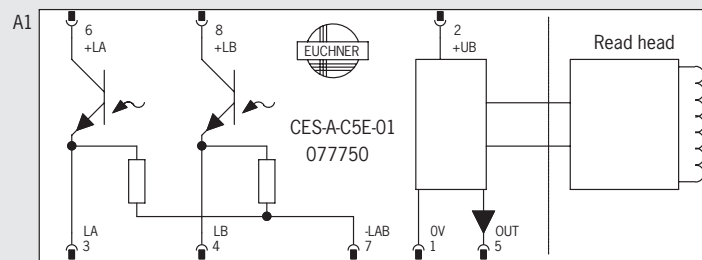 A1
6
+LA
8
+LB
EUCHNER
2
+UB
Read head
CES-A-C5E-01
077750
LA
3
LB
4
-LAB
7
0V
1
OUT
5